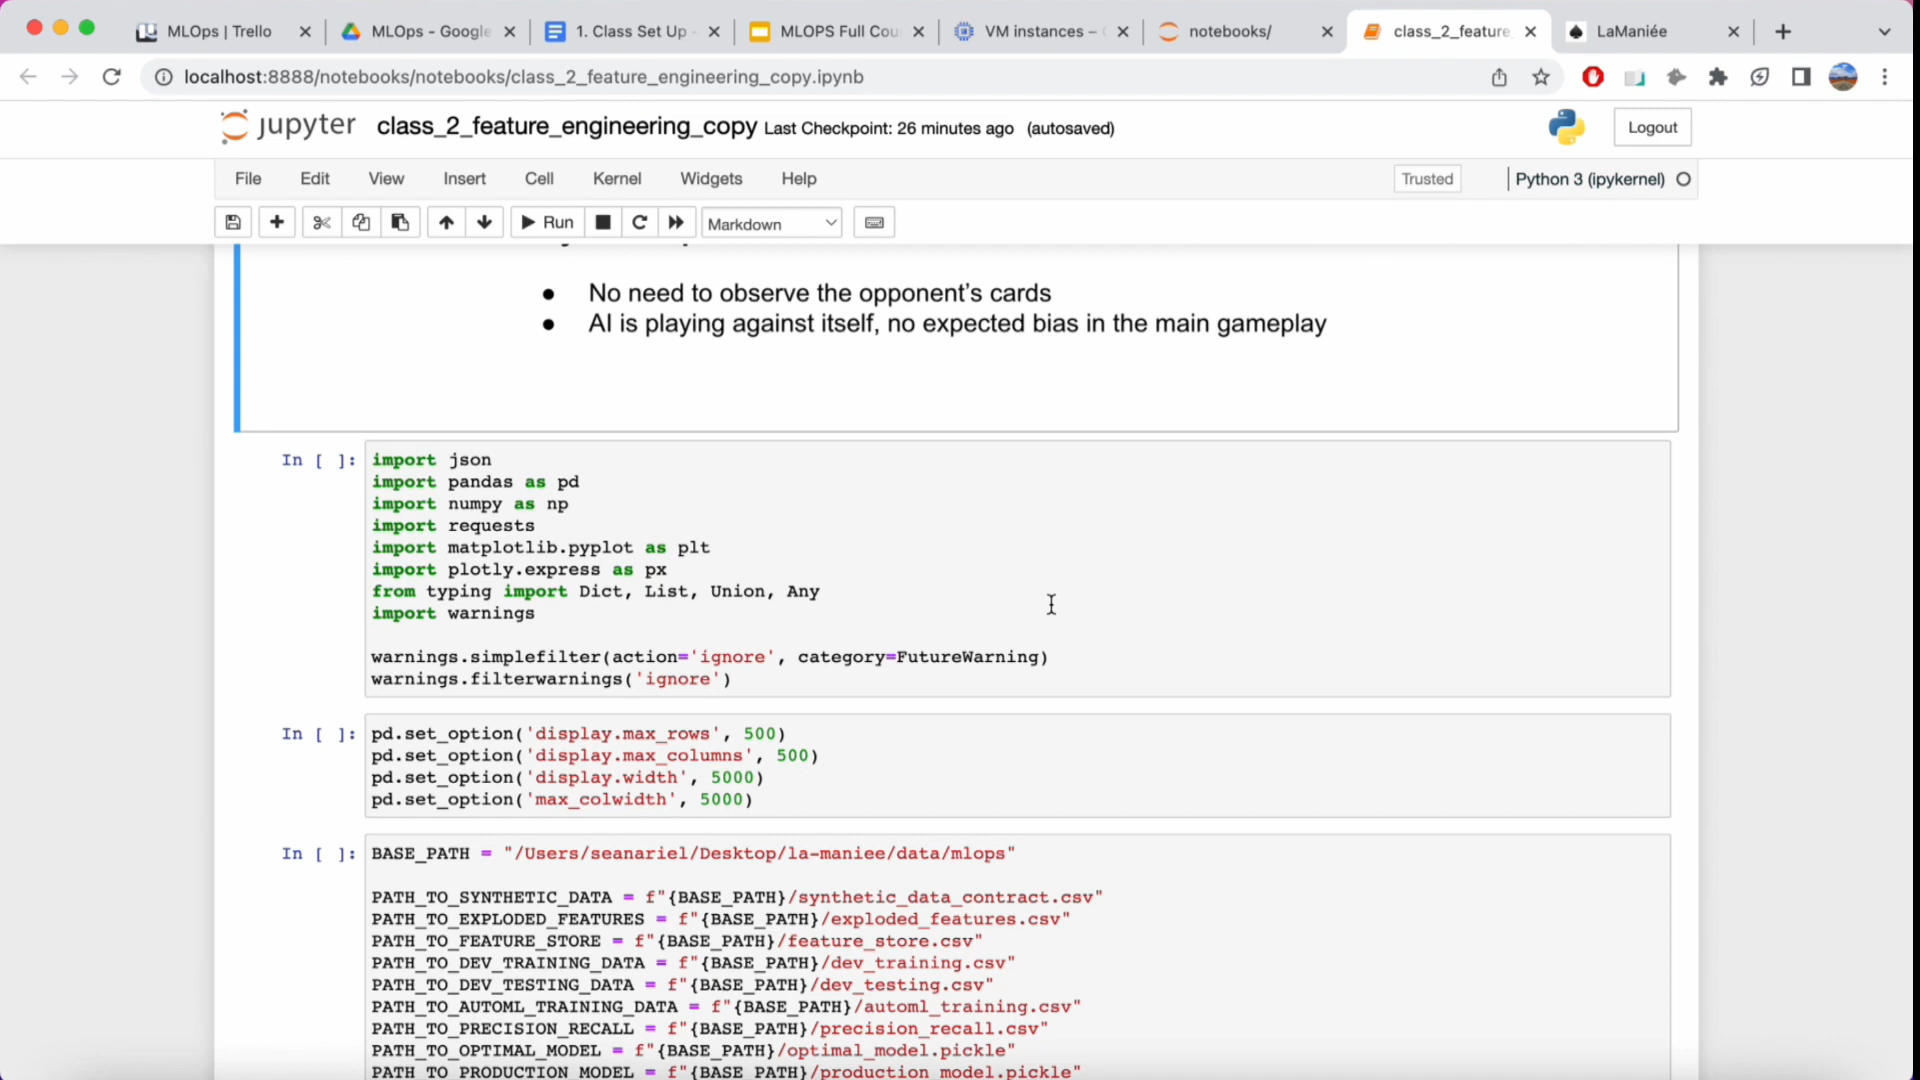 MLOps | Trello
MLOps - Google
1. Class Set Up -
MLOPS Full Cou
VM instances –
notebooks/
class_2_feature_
LaManiée
localhost:8888/notebooks/notebooks/class_2_feature_engineering_copy.ipynb
jupyter class_2_feature_engineering_copy Last Checkpoint: 26 minutes ago (autosaved)
Logout
File Edit View Insert Cell Kernel Widgets Help
Trusted
Python 3 (ipykernel)
Run
Markdown
● No need to observe the opponent's cards
● AI is playing against itself, no expected bias in the main gameplay
In [ ]: import json
import pandas as pd
import numpy as np
import requests
import matplotlib.pyplot as plt
import plotly.express as px
from typing import Dict, List, Union, Any
import warnings
warnings.simplefilter(action='ignore', category=FutureWarning)
warnings.filterwarnings('ignore')
In [ ]: pd.set_option('display.max_rows', 500)
pd.set_option('display.max_columns', 500)
pd.set_option('display.width', 5000)
pd.set_option('max_colwidth', 5000)
In [ ]: BASE_PATH = "/Users/seanariel/Desktop/la-maniee/data/mlops"
PATH_TO_SYNTHETIC_DATA = f"{BASE_PATH}/synthetic_data_contract.csv"
PATH_TO_EXPLODED_FEATURES = f"{BASE_PATH}/exploded_features.csv"
PATH_TO_FEATURE_STORE = f"{BASE_PATH}/feature_store.csv"
PATH_TO_DEV_TRAINING_DATA = f"{BASE_PATH}/dev_training.csv"
PATH_TO_DEV_TESTING_DATA = f"{BASE_PATH}/dev_testing.csv"
PATH_TO_AUTOML_TRAINING_DATA = f"{BASE_PATH}/automl_training.csv"
PATH_TO_PRECISION_RECALL = f"{BASE_PATH}/precision_recall.csv"
PATH_TO_OPTIMAL_MODEL = f"{BASE_PATH}/optimal_model.pickle"
PATH_TO_PRODUCTION_MODEL = f"{BASE_PATH}/production_model.pickle"